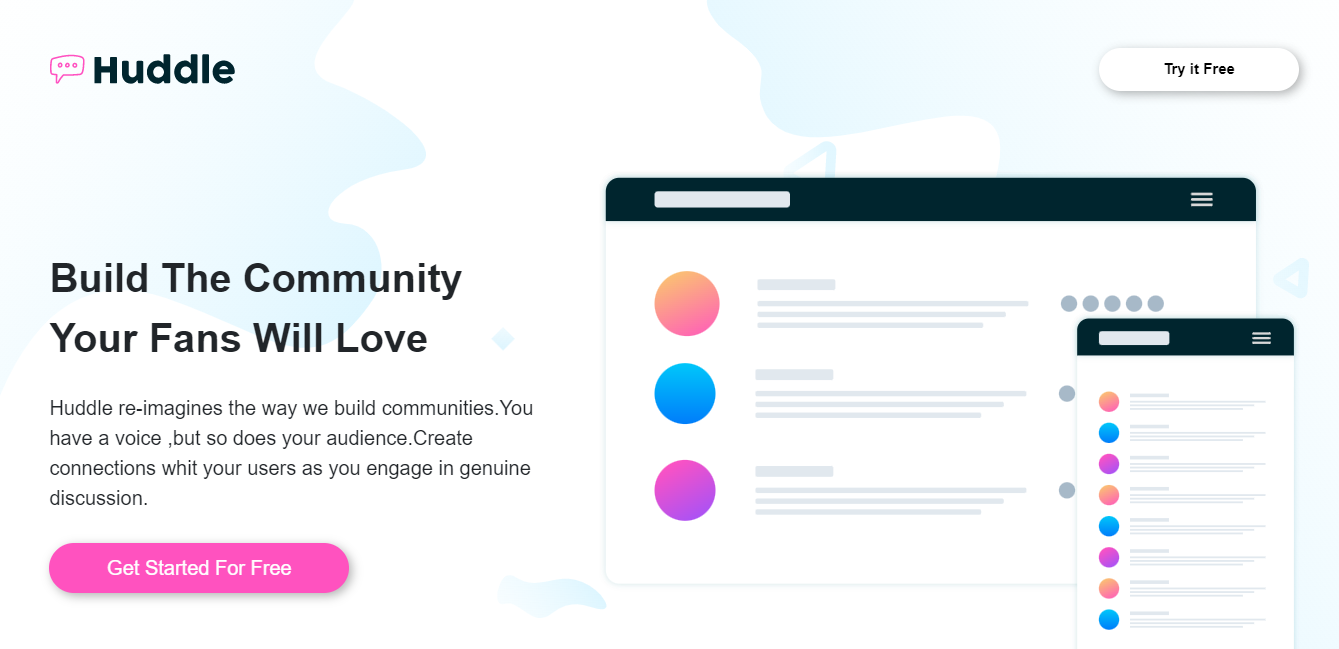 Huddle
Try it Free
Build The Community
Your Fans Will Love
Huddle re-imagines the way we build communities.You
have a voice ,but so does your audience.Create
connections whit your users as you engage in genuine
discussion.
Get Started For Free